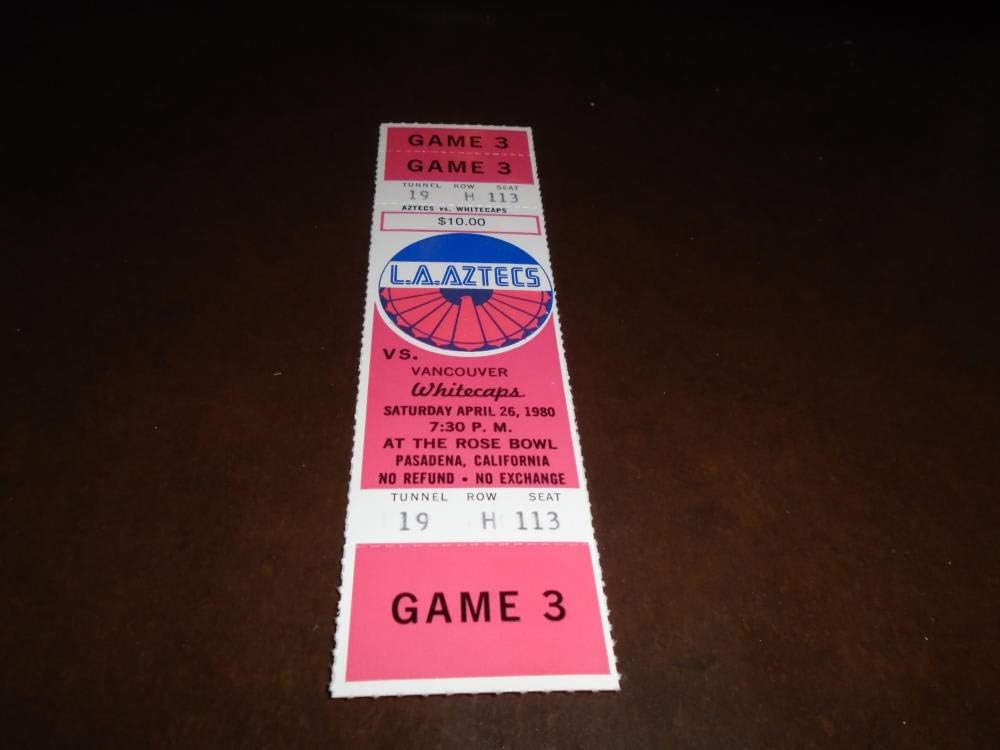 GAME 3
GAME 3
TUNNEL ROW SEAT
19 H 113
AZTECS vs. WHITECAPS
$10.00
L.A.AZTECS
VS.
VANCOUVER
Whitecaps
SATURDAY APRIL 26, 1980
7:30 P. M.
AT THE ROSE BOWL
PASADENA, CALIFORNIA
NO REFUND • NO EXCHANGE
TUNNEL ROW SEAT
19 H 113
GAME 3